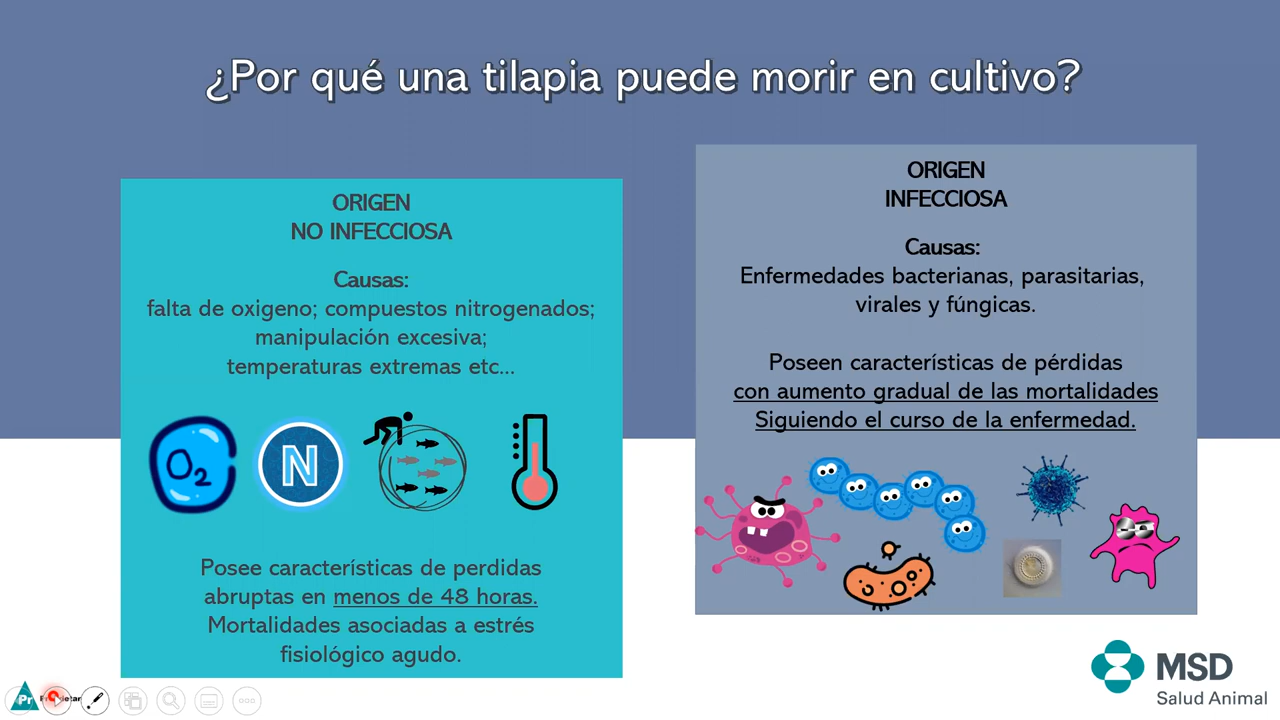 ¿Por qué una tilapia puede morir en cultivo?
ORIGEN
NO INFECCIOSA
Causas:
falta de oxigeno; compuestos nitrogenados;
manipulación excesiva;
temperaturas extremas etc...
O2
N
Posee características de perdidas
abruptas en menos de 48 horas.
Mortalidades asociadas a estrés
fisiológico agudo.
ORIGEN
INFECCIOSA
Causas:
Enfermedades bacterianas, parasitarias,
virales y fúngicas.
Poseen características de pérdidas
con aumento gradual de las mortalidades
Siguiendo el curso de la enfermedad.
MSD
Salud Animal
Pr